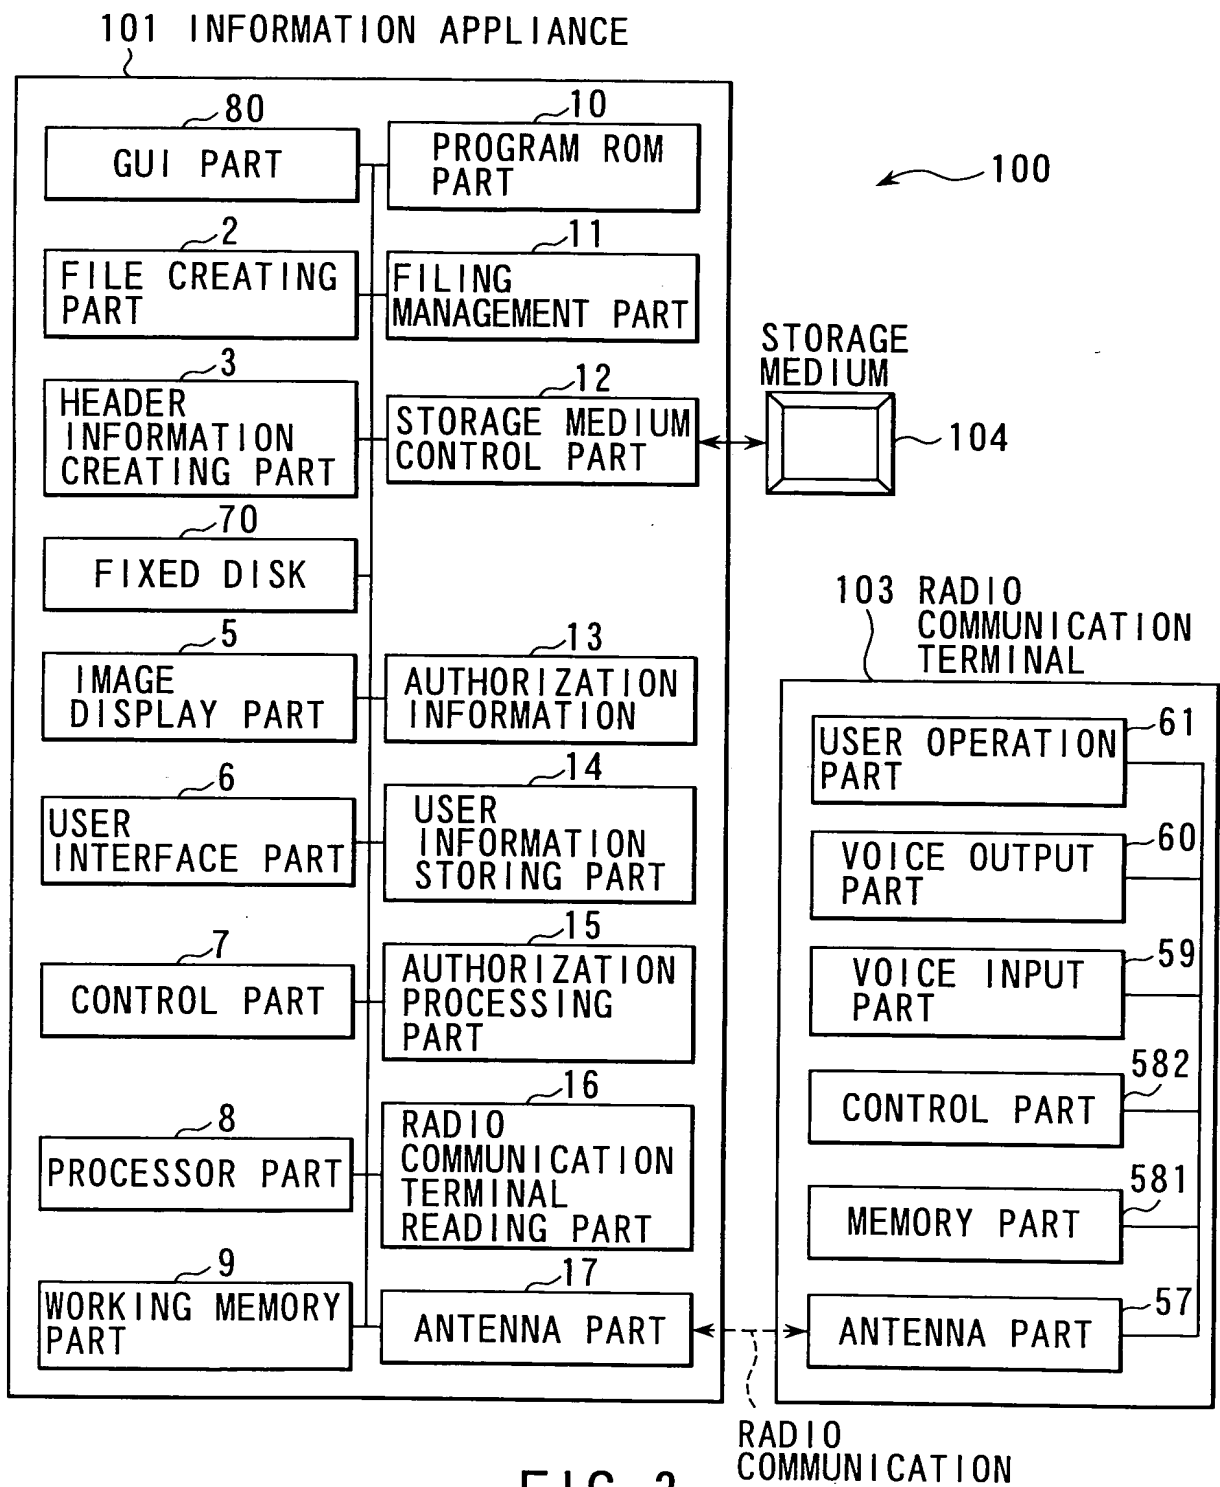 101 INFORMATION APPLIANCE
80
GUI PART
10
PROGRAM ROM
PART
100
2
FILE CREATING
PART
11
FILING
MANAGEMENT PART
STORAGE
MEDIUM
104
3
HEADER
INFORMATION
CREATING PART
12
STORAGE MEDIUM
CONTROL PART
70
FIXED DISK
5
IMAGE
DISPLAY PART
13
AUTHORIZATION
INFORMATION
6
USER
INTERFACE PART
14
USER
INFORMATION
STORING PART
7
CONTROL PART
15
AUTHORIZATION
PROCESSING
PART
8
PROCESSOR PART
16
RADIO
COMMUNICATION
TERMINAL
READING PART
9
WORKING MEMORY
PART
17
ANTENNA PART
103 RADIO
COMMUNICATION
TERMINAL
61
USER OPERATION
PART
60
VOICE OUTPUT
PART
59
VOICE INPUT
PART
582
CONTROL PART
581
MEMORY PART
57
ANTENNA PART
RADIO
COMMUNICATION